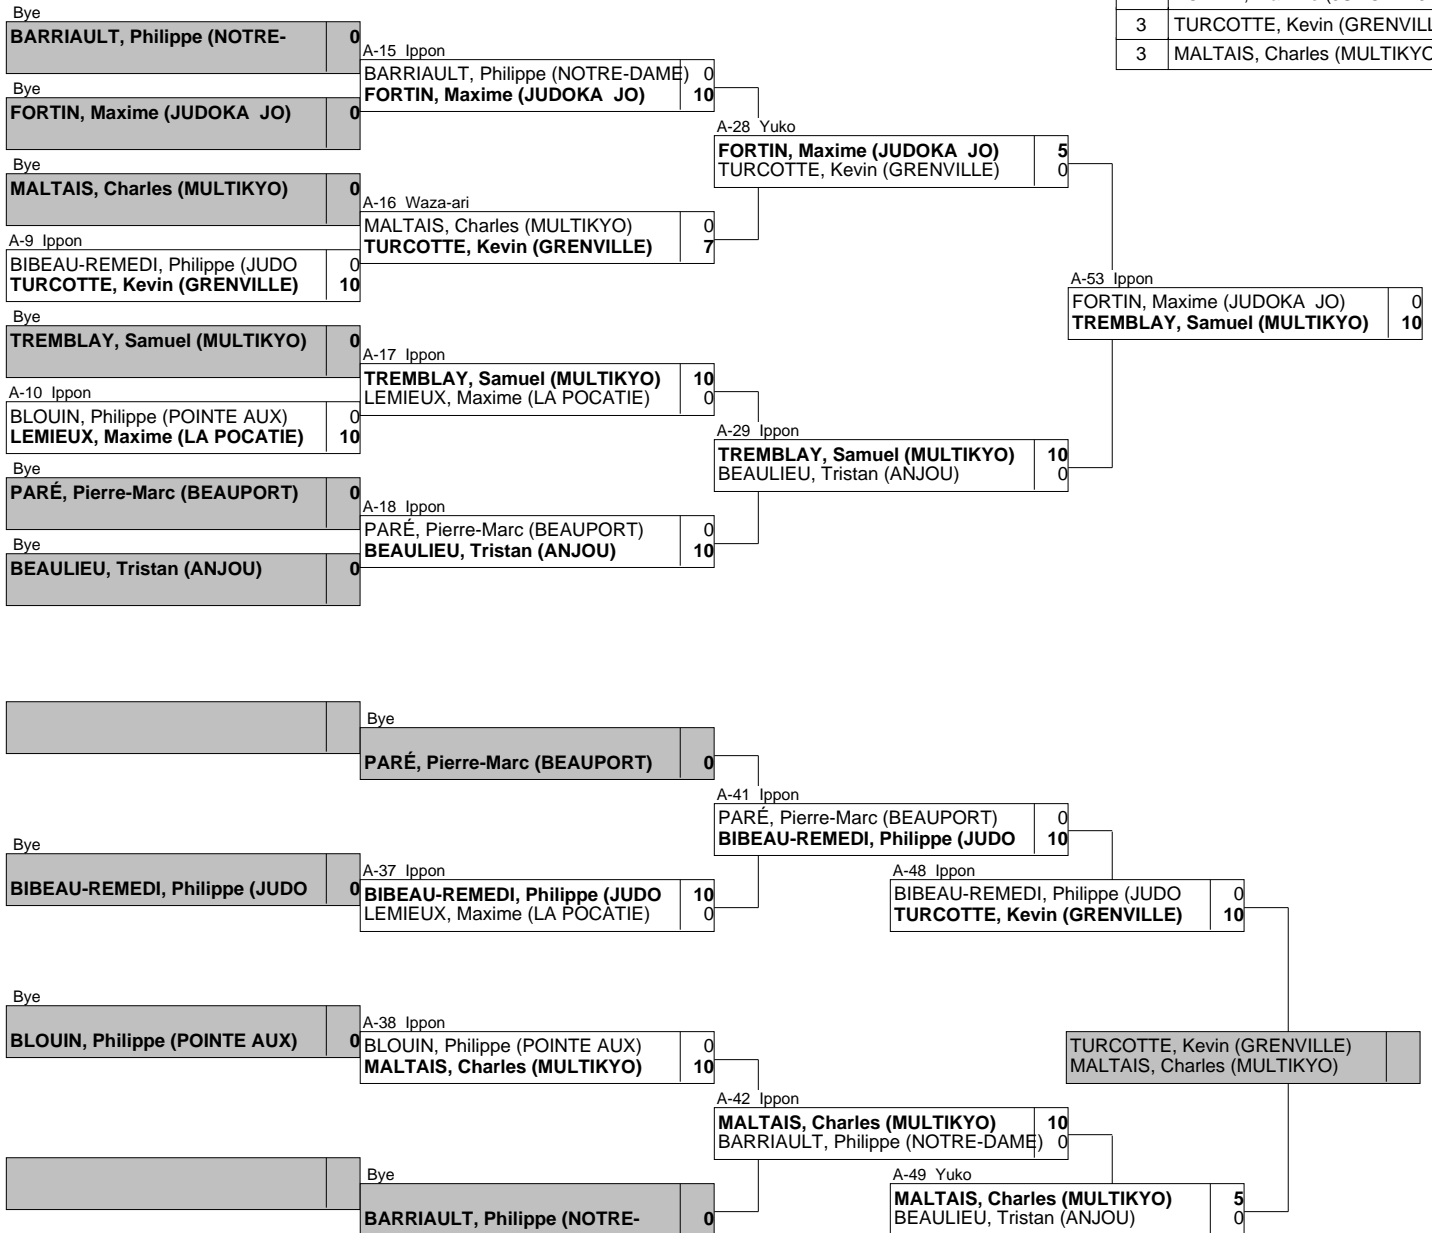 3 TURCOTTE, Kevin (GRENVILL
3 MALTAIS, Charles (MULTIKYO
Bye
BARRIAULT, Philippe (NOTRE- 0
Bye
FORTIN, Maxime (JUDOKA JO) 0
Bye
MALTAIS, Charles (MULTIKYO) 0
A-9 Ippon
BIBEAU-REMEDI, Philippe (JUDO 0
TURCOTTE, Kevin (GRENVILLE) 10
Bye
TREMBLAY, Samuel (MULTIKYO) 0
A-10 Ippon
BLOUIN, Philippe (POINTE AUX) 0
LEMIEUX, Maxime (LA POCATIE) 10
Bye
PARÉ, Pierre-Marc (BEAUPORT) 0
Bye
BEAULIEU, Tristan (ANJOU) 0
A-15 Ippon
BARRIAULT, Philippe (NOTRE-DAME) 0
FORTIN, Maxime (JUDOKA JO) 10
A-16 Waza-ari
MALTAIS, Charles (MULTIKYO) 0
TURCOTTE, Kevin (GRENVILLE) 7
A-17 Ippon
TREMBLAY, Samuel (MULTIKYO) 10
LEMIEUX, Maxime (LA POCATIE) 0
A-18 Ippon
PARÉ, Pierre-Marc (BEAUPORT) 0
BEAULIEU, Tristan (ANJOU) 10
A-28 Yuko
FORTIN, Maxime (JUDOKA JO) 5
TURCOTTE, Kevin (GRENVILLE) 0
A-29 Ippon
TREMBLAY, Samuel (MULTIKYO) 10
BEAULIEU, Tristan (ANJOU) 0
A-53 Ippon
FORTIN, Maxime (JUDOKA JO) 0
TREMBLAY, Samuel (MULTIKYO) 10
Bye
PARÉ, Pierre-Marc (BEAUPORT) 0
Bye
BIBEAU-REMEDI, Philippe (JUDO 0
A-37 Ippon
BIBEAU-REMEDI, Philippe (JUDO 10
LEMIEUX, Maxime (LA POCATIE) 0
A-41 Ippon
PARÉ, Pierre-Marc (BEAUPORT) 0
BIBEAU-REMEDI, Philippe (JUDO 10
A-48 Ippon
BIBEAU-REMEDI, Philippe (JUDO 0
TURCOTTE, Kevin (GRENVILLE) 10
Bye
BLOUIN, Philippe (POINTE AUX) 0
A-38 Ippon
BLOUIN, Philippe (POINTE AUX) 0
MALTAIS, Charles (MULTIKYO) 10
TURCOTTE, Kevin (GRENVILLE)
MALTAIS, Charles (MULTIKYO)
A-42 Ippon
MALTAIS, Charles (MULTIKYO) 10
BARRIAULT, Philippe (NOTRE-DAME) 0
Bye
BARRIAULT, Philippe (NOTRE- 0
A-49 Yuko
MALTAIS, Charles (MULTIKYO) 5
BEAULIEU, Tristan (ANJOU) 0